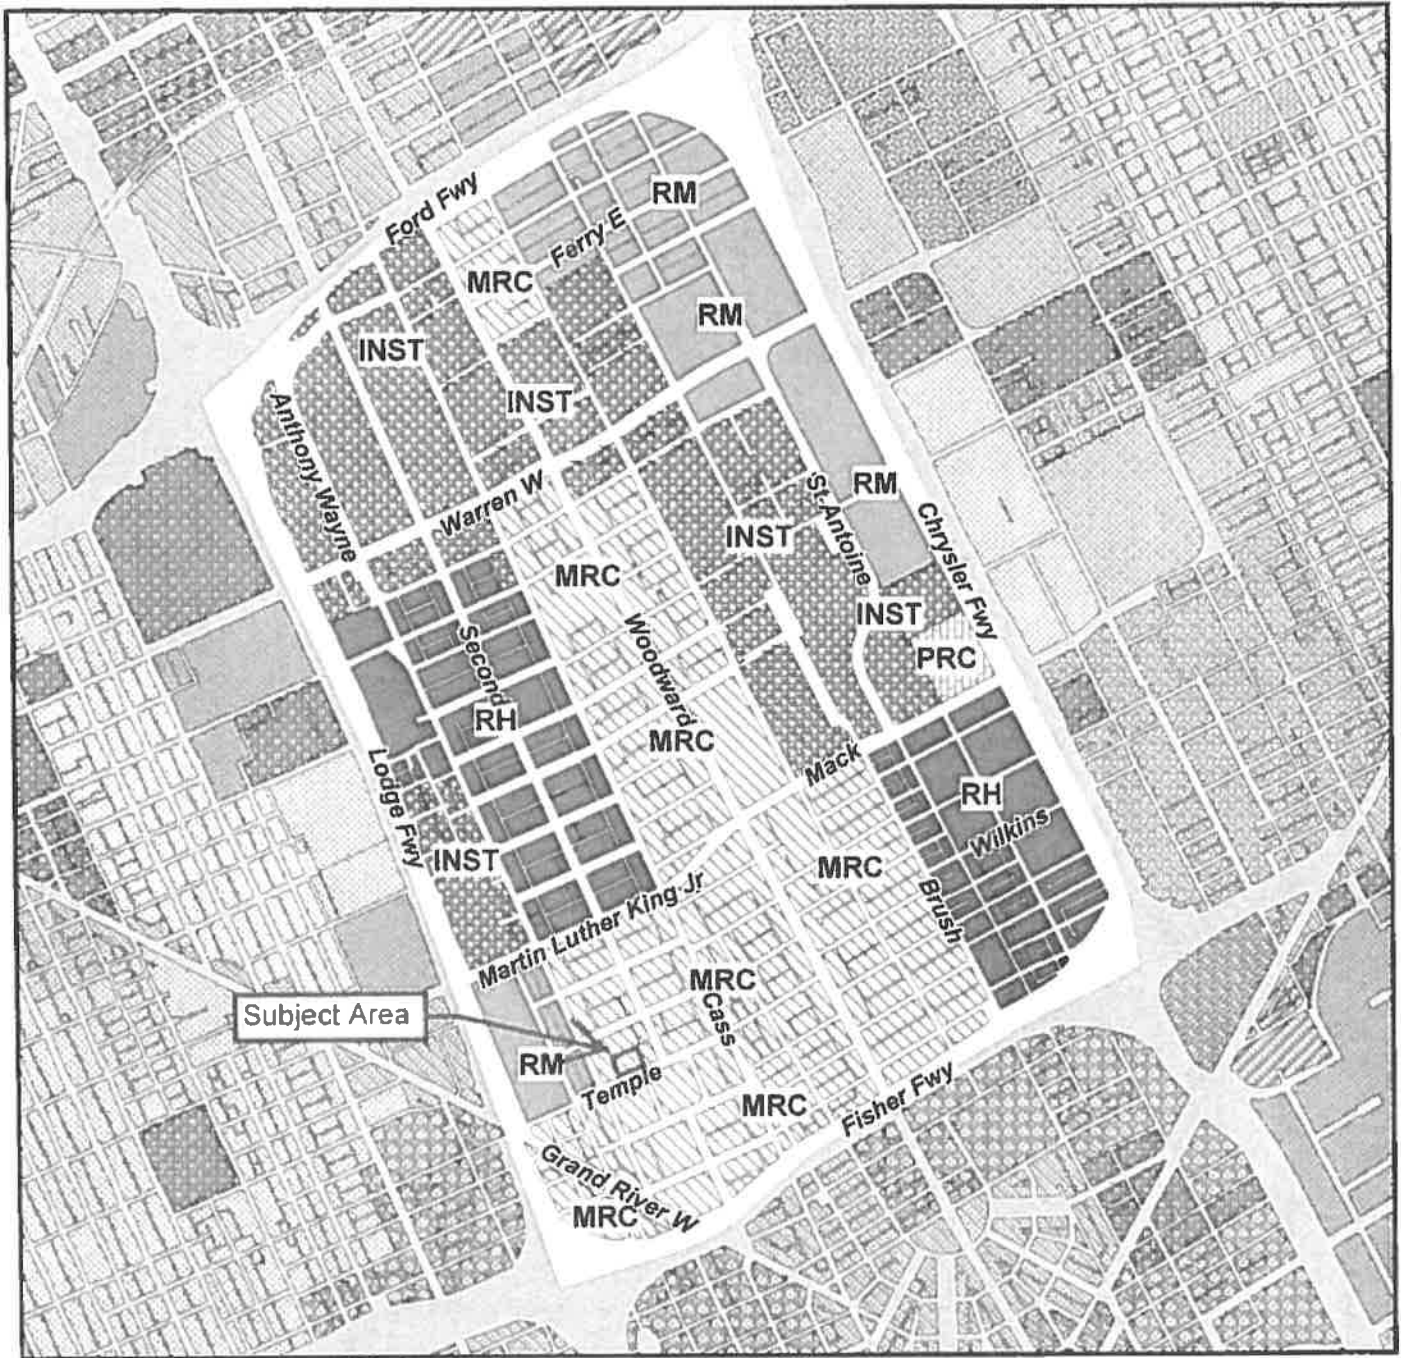 Ford Fwy
RM
Ferry E
MRC
RM
INST
INST
Anthony Wayne
Warren W
RM
St. Antoine
Chrysler Fwy
INST
MRC
INST
Second
Woodward
PRC
RH
MRC
Lodge Fwy
Mack
RH
Wilkins
INST
MRC
Martin Luther King Jr
Brush
MRC
Cass
Subject Area
RM
Temple
MRC
Fisher Fwy
Grand River W
MRC